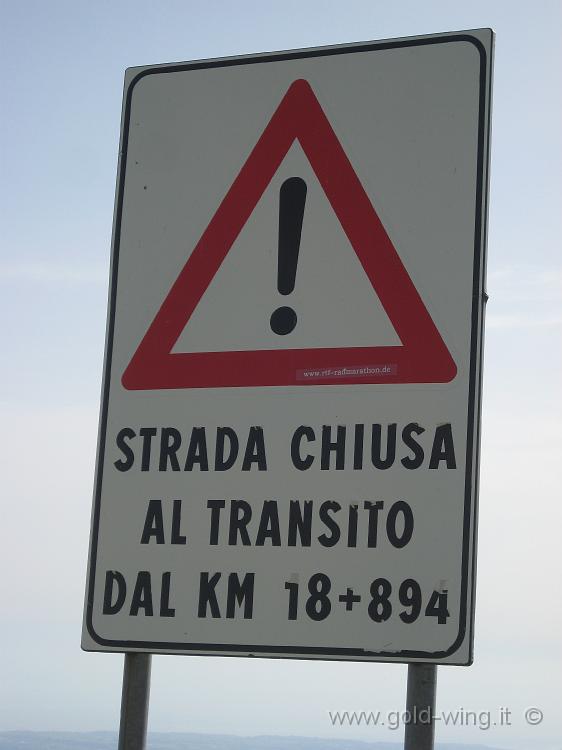 !
www.rtf-radmarathon.de
STRADA CHIUSA
AL TRANSITO
DAL KM 18+894
www.gold-wing.it ©